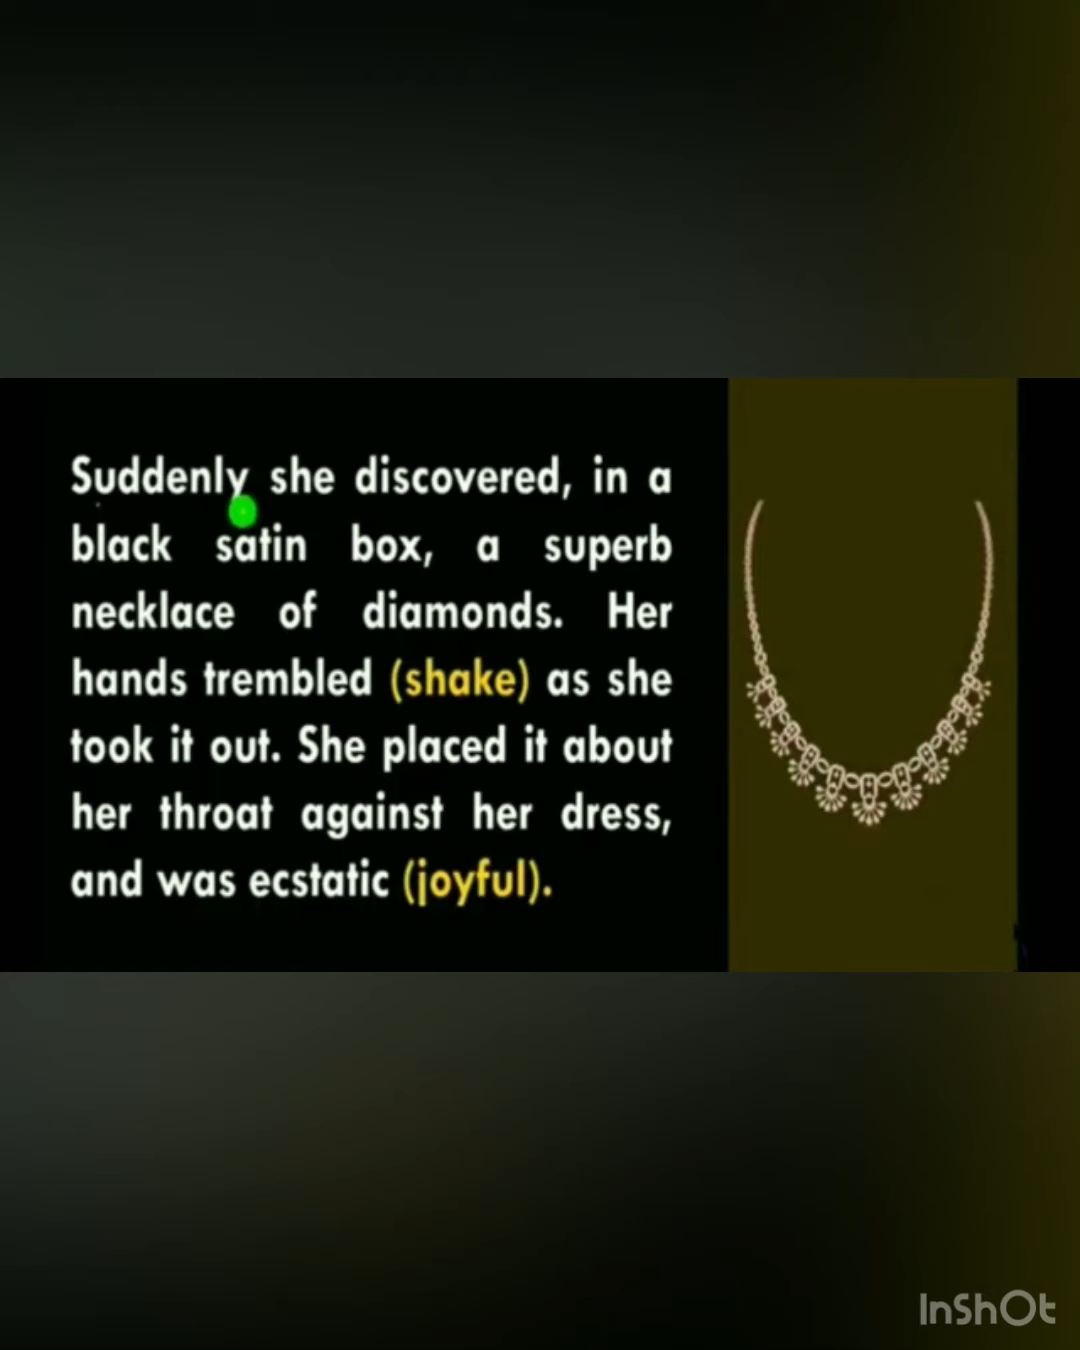 Suddenly she discovered, in a
black satin box, a superb
necklace of diamonds. Her
hands trembled (shake) as she
took it out. She placed it about
her throat against her dress,
and was ecstatic (joyful).
InShOt